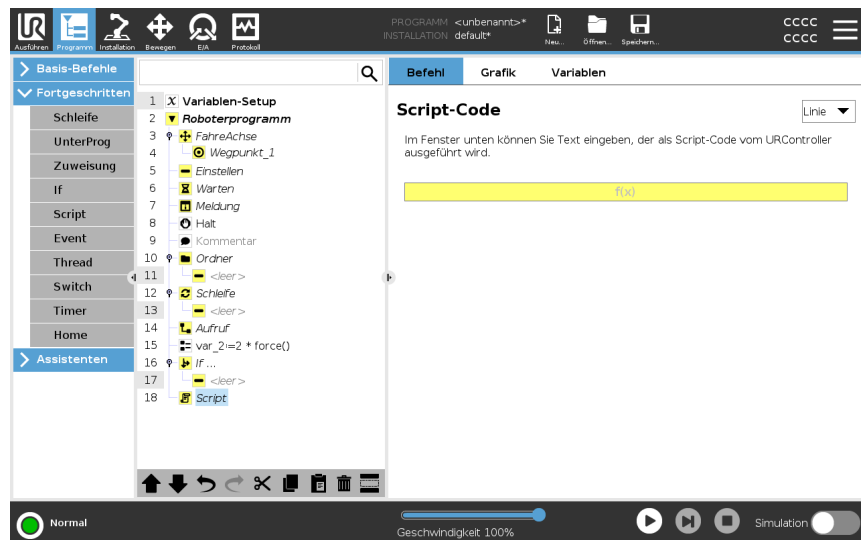 PROGRAMM <unbenannt>*
INSTALLATION default*
Ausführen Programm Installation Bewegen E/A Protokoll
Neu... Öffnen... Speichern...
cccc
cccc
Basis-Befehle
Fortgeschritten
Schleife
UnterProg
Zuweisung
If
Script
Event
Thread
Switch
Timer
Home
Assistenten
1 X Variablen-Setup
2 Roboterprogramm
3 FahreAchse
4 Wegpunkt_1
5 Einstellen
6 Warten
7 Meldung
8 Halt
9 Kommentar
10 Ordner
11 <leer>
12 Schleife
13 <leer>
14 Aufruf
15 var_2≔2 * force()
16 If ...
17 <leer>
18 Script
Befehl Grafik Variablen
Script-Code
Linie
Im Fenster unten können Sie Text eingeben, der als Script-Code vom URController
ausgeführt wird.
f(x)
Normal
Geschwindigkeit 100%
Simulation